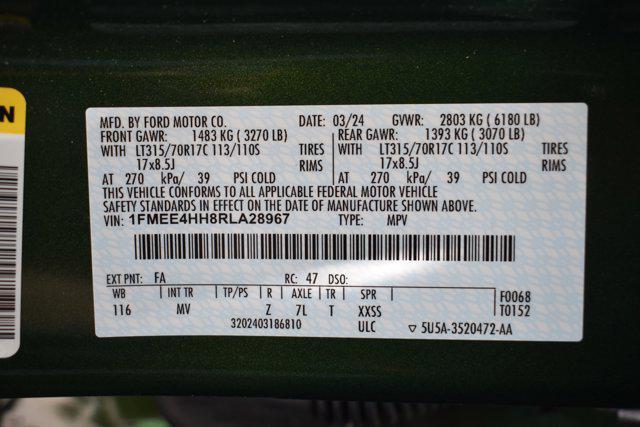 N
MFD. BY FORD MOTOR CO. DATE: 03/24 GVWR: 2803 KG ( 6180 LB)
FRONT GAWR: 1483 KG ( 3270 LB) REAR GAWR: 1393 KG ( 3070 LB)
WITH LT315/70R17C 113/110S TIRES WITH LT315/70R17C 113/110S TIRES
17x8.5J RIMS 17x8.5J RIMS
AT 270 kPa/ 39 PSI COLD AT 270 kPa/ 39 PSI COLD
THIS VEHICLE CONFORMS TO ALL APPLICABLE FEDERAL MOTOR VEHICLE
SAFETY STANDARDS IN EFFECT ON THE DATE OF MANUFACTURE SHOWN ABOVE.
VIN: 1FMEE4HH8RLA28967 TYPE: MPV
EXT PNT: FA RC: 47 DSO:
WB INT TR TP/PS R AXLE TR SPR F0068
116 MV Z 7L T XXSS T0152
3202403186810 ULC ▽ 5U5A-3520472-AA